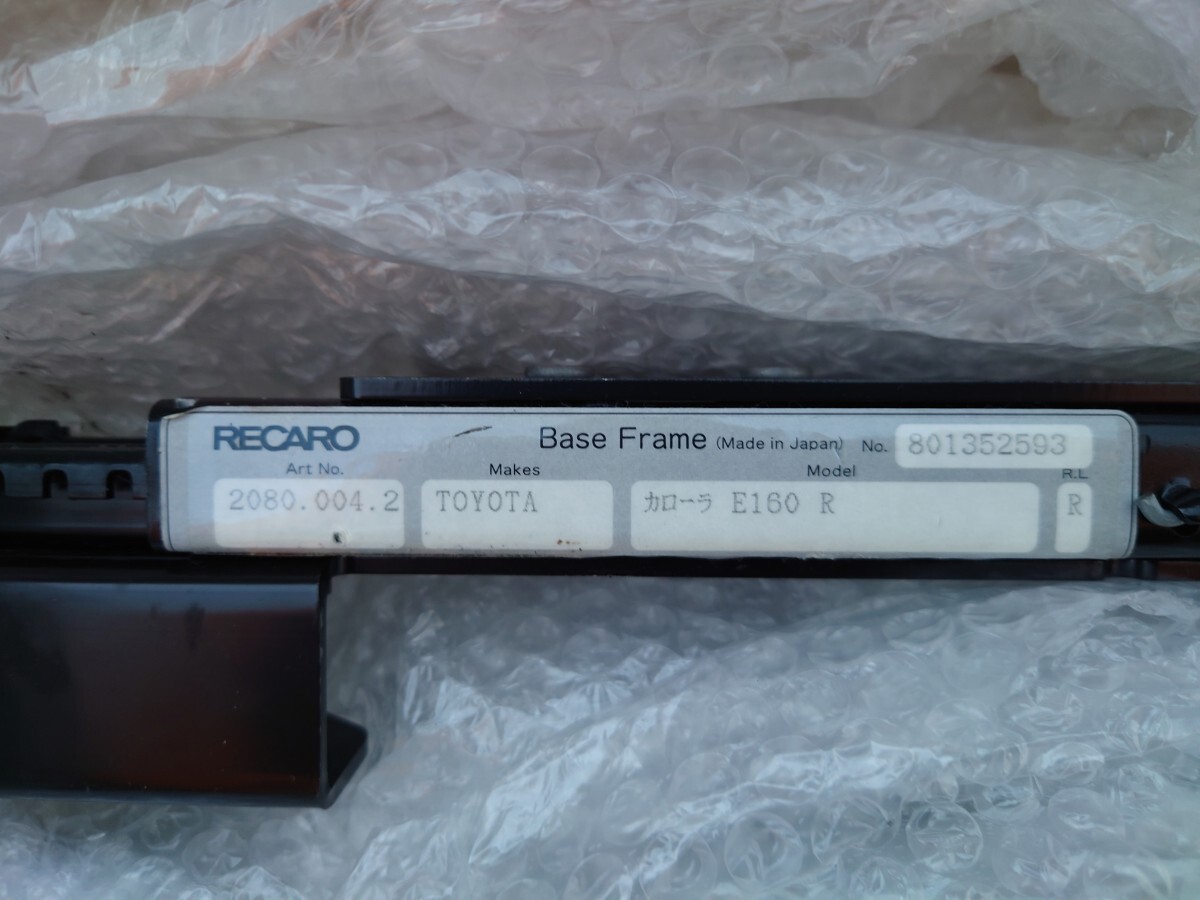 RECARO Base Frame (Made in Japan) No. 801352593
Art No. Makes Model R.L
2080.004.2 TOYOTA カローラ E160 R R